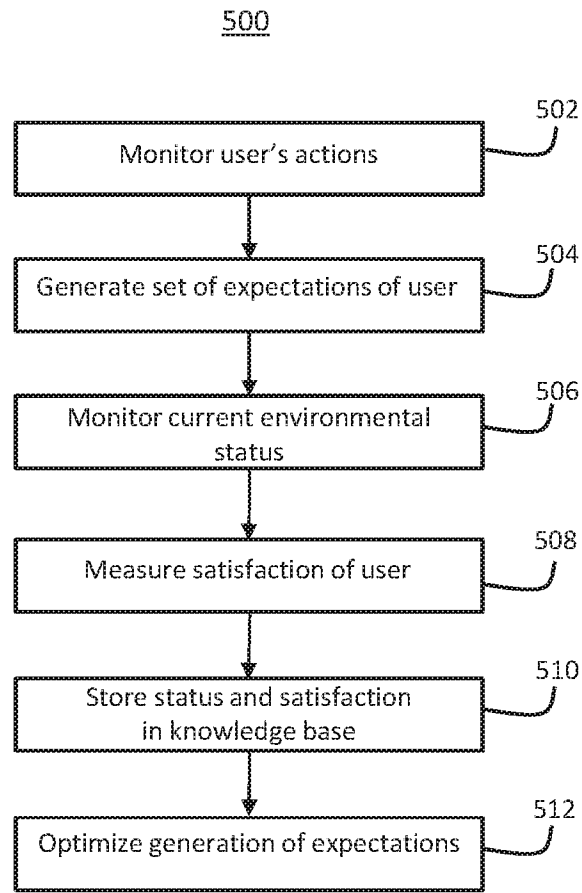 500
502
Monitor user's actions
504
Generate set of expectations of user
506
Monitor current environmental
status
508
Measure satisfaction of user
510
Store status and satisfaction
in knowledge base
512
Optimize generation of expectations